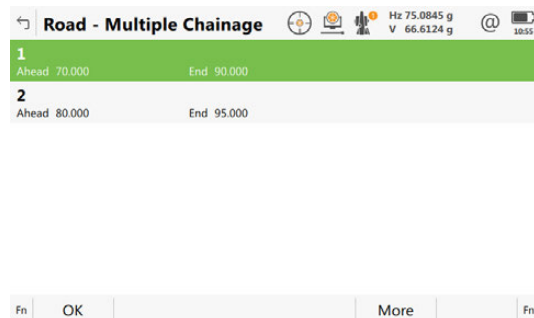 Road - Multiple Chainage
Hz 75.0845 g
V 66.6124 g
@
10:55
1
Ahead 70.000 End 90.000
2
Ahead 80.000 End 95.000
Fn OK More Fn